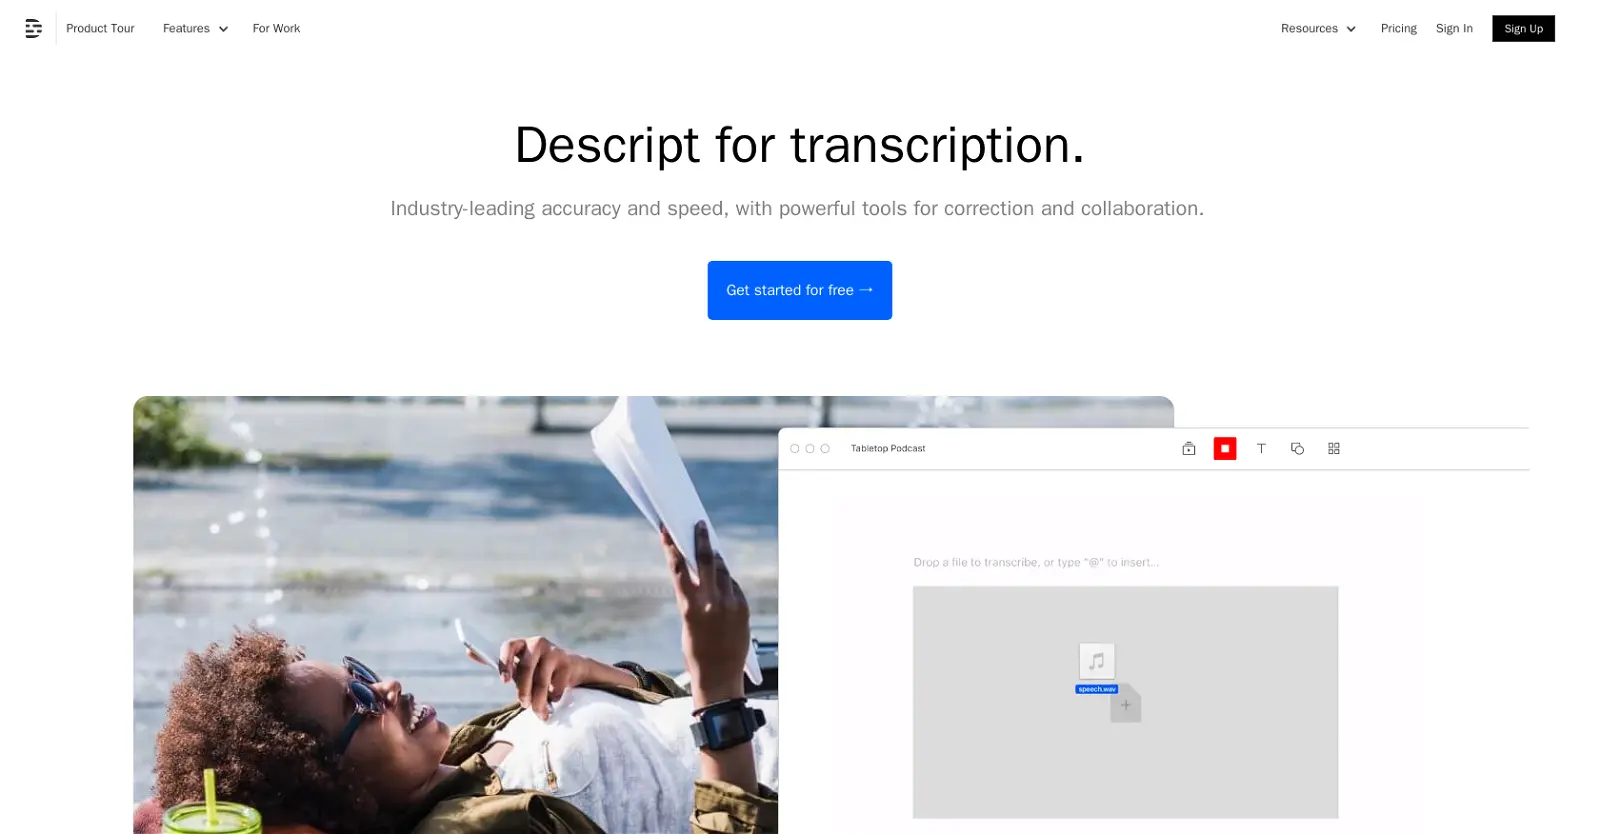 Product Tour
Features
For Work
Resources
Pricing
Sign In
Sign Up
Descript for transcription.
Industry-leading accuracy and speed, with powerful tools for correction and collaboration.
Get started for free →
Tabletop Podcast
T
Drop a file to transcribe, or type "@" to insert...
speech.wav